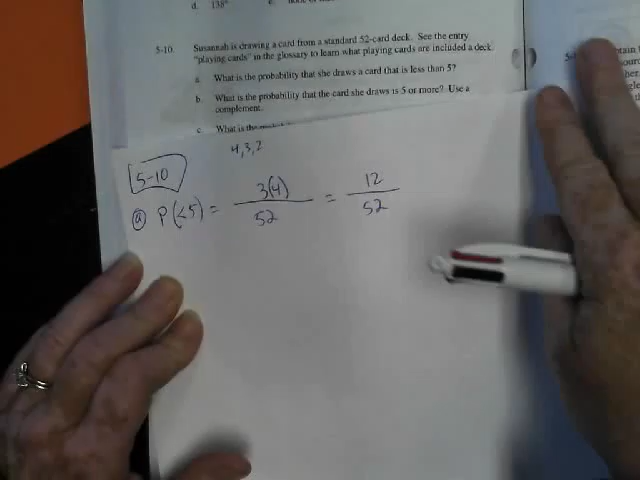 d. 138°
5-10. Susannah is drawing a card from a standard 52-card deck. See the entry
"playing cards" in the glossary to learn what playing cards are included a deck.
a. What is the probability that she draws a card that is less than 5?
b. What is the probability that the card she draws is 5 or more? Use a
complement.
c. What is the
4,3,2
5-10
ⓐ P(<5) = 3(4)/52 = 12/52